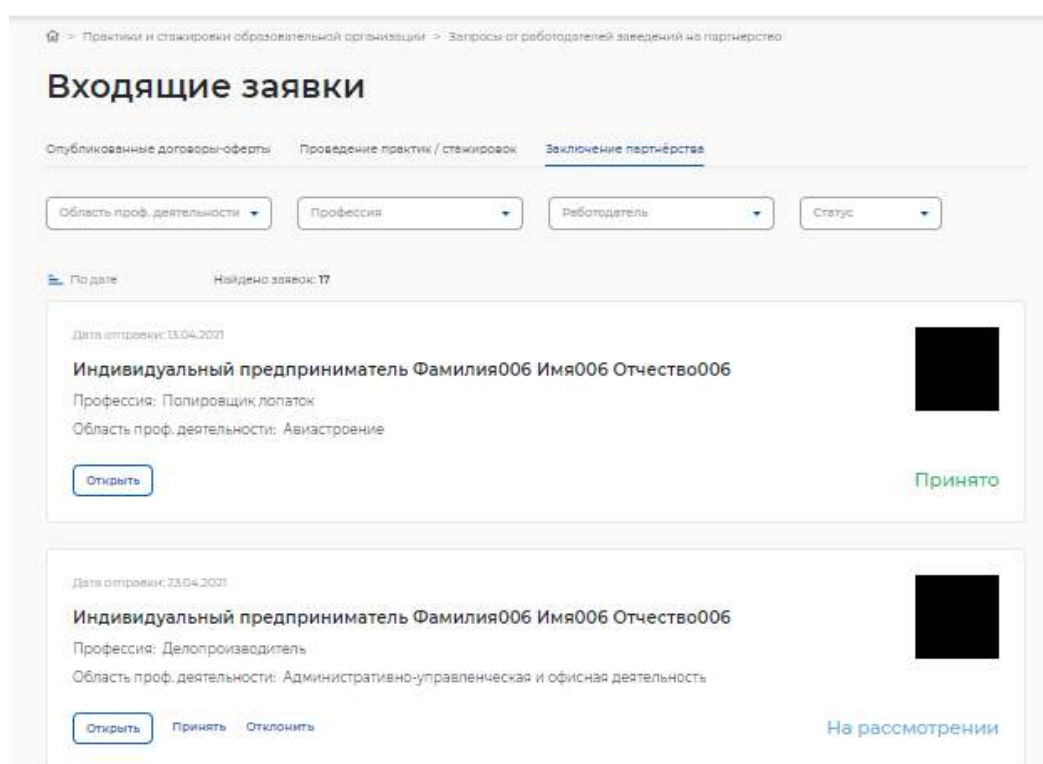 > Практики и стажировки образовательной организации > Запросы от работодателей заведений на партнерство
Входящие заявки
Опубликованные договоры-оферты Проведение практик / стажировок Заключение партнёрства
Область проф. деятельности Профессия Работодатель Статус
По дате Найдено заявок: 17
Дата отправки: 13.04.2021
Индивидуальный предприниматель Фамилия006 Имя006 Отчество006
Профессия: Полировщик лопаток
Область проф. деятельности: Авиастроение
Открыть Принято
Дата отправки: 23.04.2021
Индивидуальный предприниматель Фамилия006 Имя006 Отчество006
Профессия: Делопроизводитель
Область проф. деятельности: Административно-управленческая и офисная деятельность
Открыть Принять Отклонить На рассмотрении